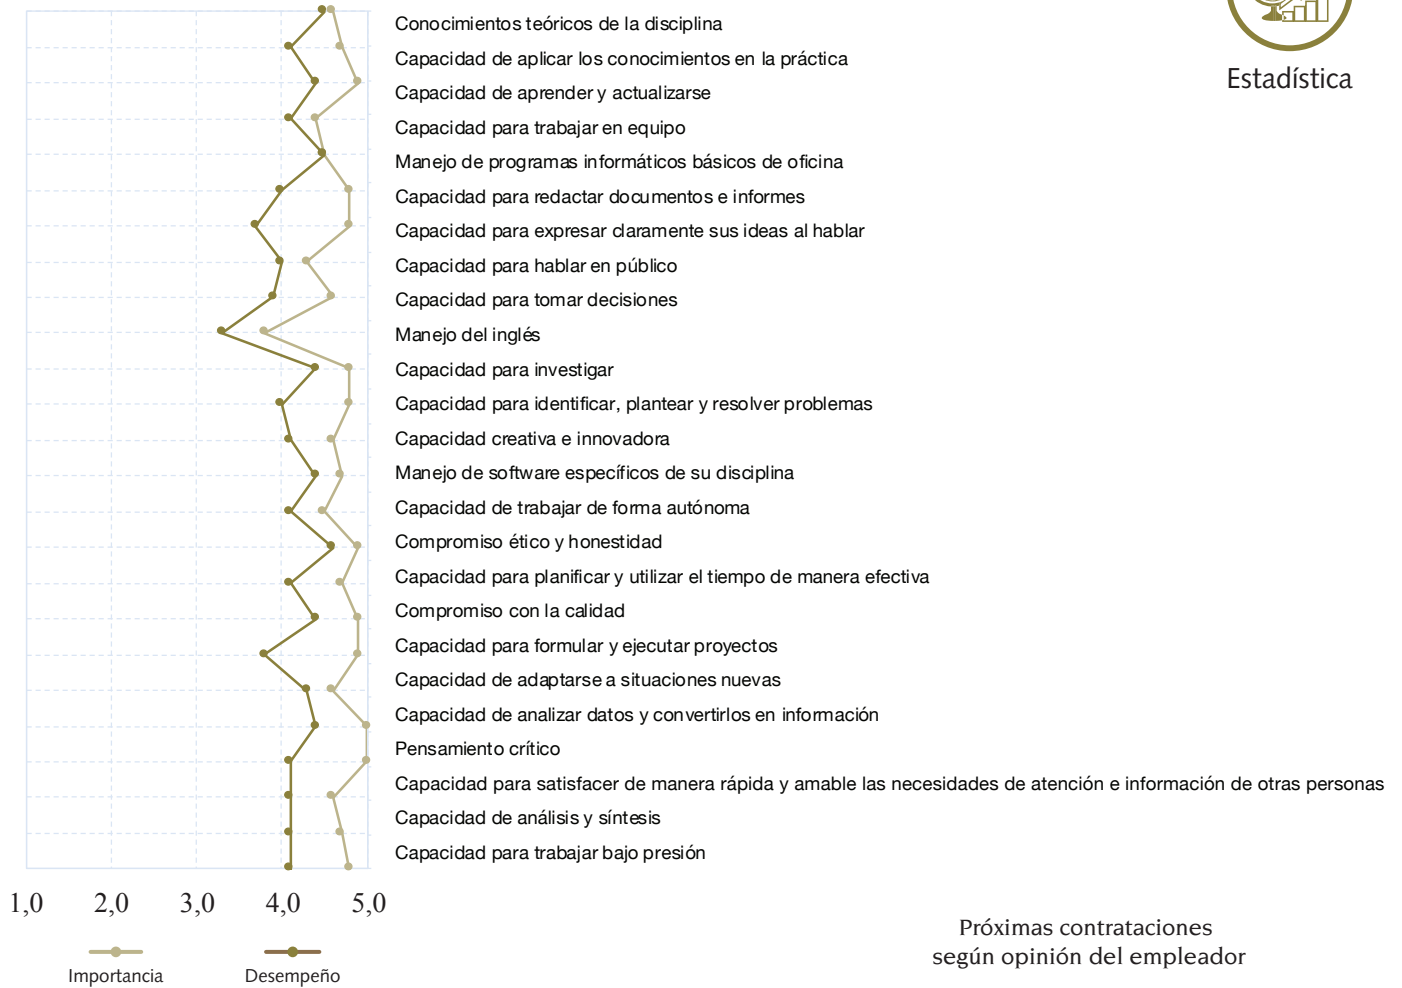 Conocimientos teóricos de la disciplina
Capacidad de aplicar los conocimientos en la práctica
Capacidad de aprender y actualizarse
Capacidad para trabajar en equipo
Manejo de programas informáticos básicos de oficina
Capacidad para redactar documentos e informes
Capacidad para expresar claramente sus ideas al hablar
Capacidad para hablar en público
Capacidad para tomar decisiones
Manejo del inglés
Capacidad para investigar
Capacidad para identificar, plantear y resolver problemas
Capacidad creativa e innovadora
Manejo de software específicos de su disciplina
Capacidad de trabajar de forma autónoma
Compromiso ético y honestidad
Capacidad para planificar y utilizar el tiempo de manera efectiva
Compromiso con la calidad
Capacidad para formular y ejecutar proyectos
Capacidad de adaptarse a situaciones nuevas
Capacidad de analizar datos y convertirlos en información
Pensamiento crítico
Capacidad para satisfacer de manera rápida y amable las necesidades de atención e información de otras personas
Capacidad de análisis y síntesis
Capacidad para trabajar bajo presión
1,0 2,0 3,0 4,0 5,0
Importancia Desempeño
Estadística
Próximas contrataciones
según opinión del empleador